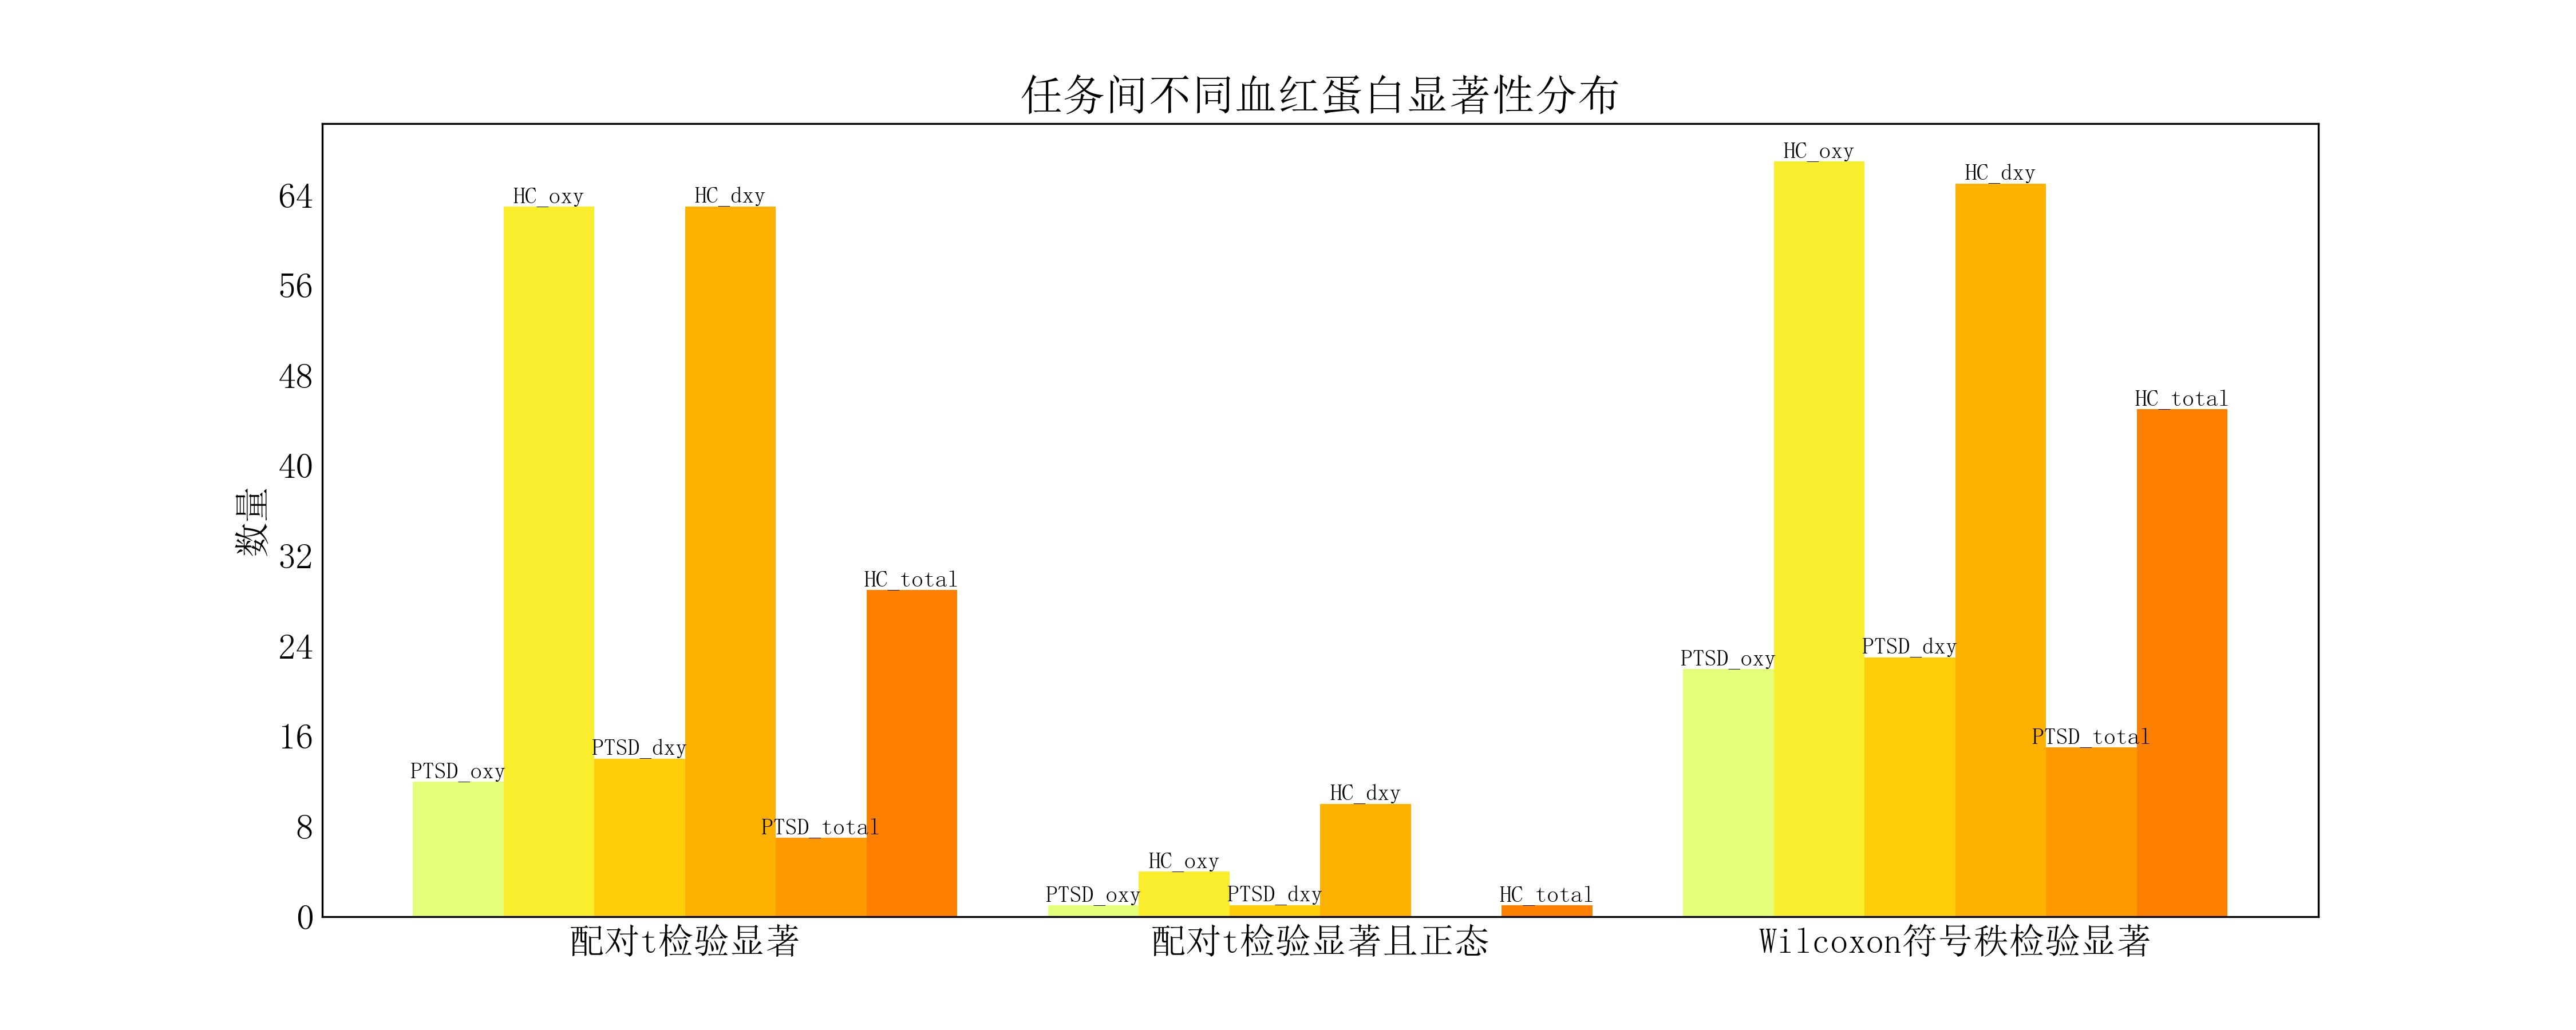 任务间不同血红蛋白显著性分布
数量
64
56
48
40
32
24
16
8
0
PTSD_oxy
HC_oxy
PTSD_dxy
HC_dxy
PTSD_total
HC_total
PTSD_oxy
HC_oxy
PTSD_dxy
HC_dxy
HC_total
PTSD_oxy
HC_oxy
PTSD_dxy
HC_dxy
PTSD_total
HC_total
配对t检验显著
配对t检验显著且正态
Wilcoxon符号秩检验显著